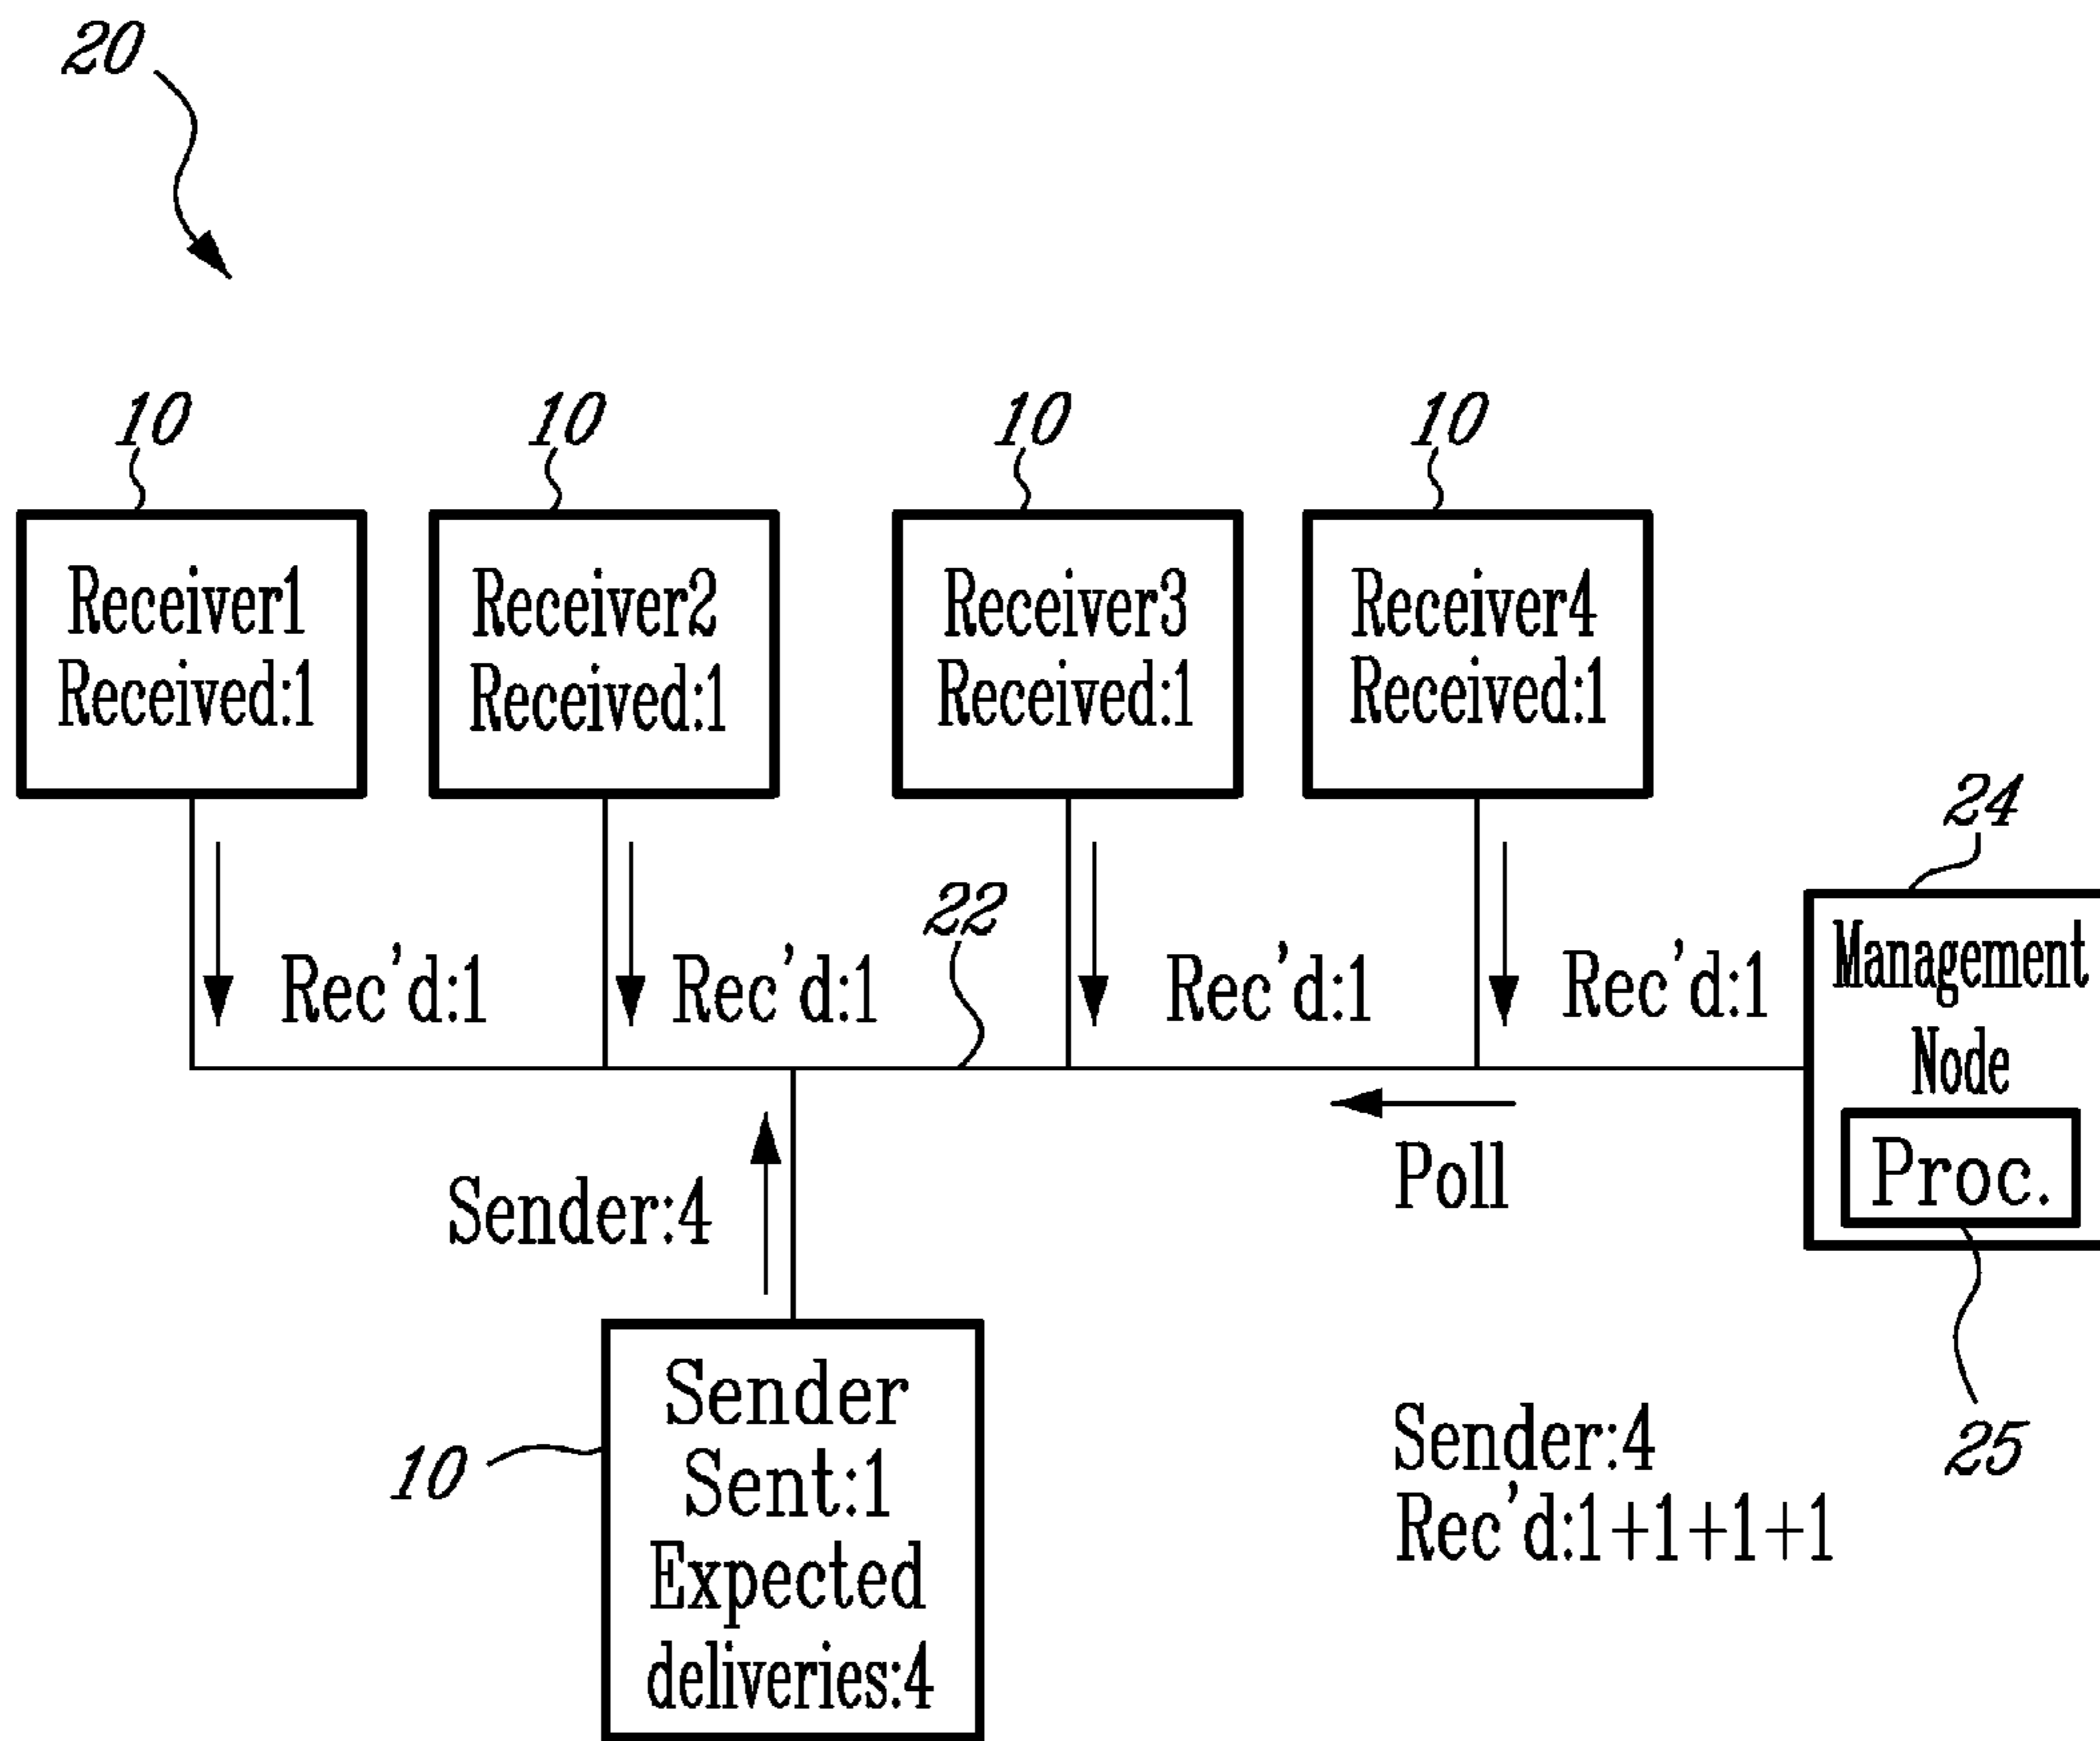 20
10
10
10
10
Receiver1
Received:1
Receiver2
Received:1
Receiver3
Received:1
Receiver4
Received:1
24
22
Rec'd:1
Rec'd:1
Rec'd:1
Rec'd:1
Management
Node
Proc.
Poll
Sender:4
10
Sender
Sent:1
Expected
deliveries:4
Sender:4
Rec'd:1+1+1+1
25